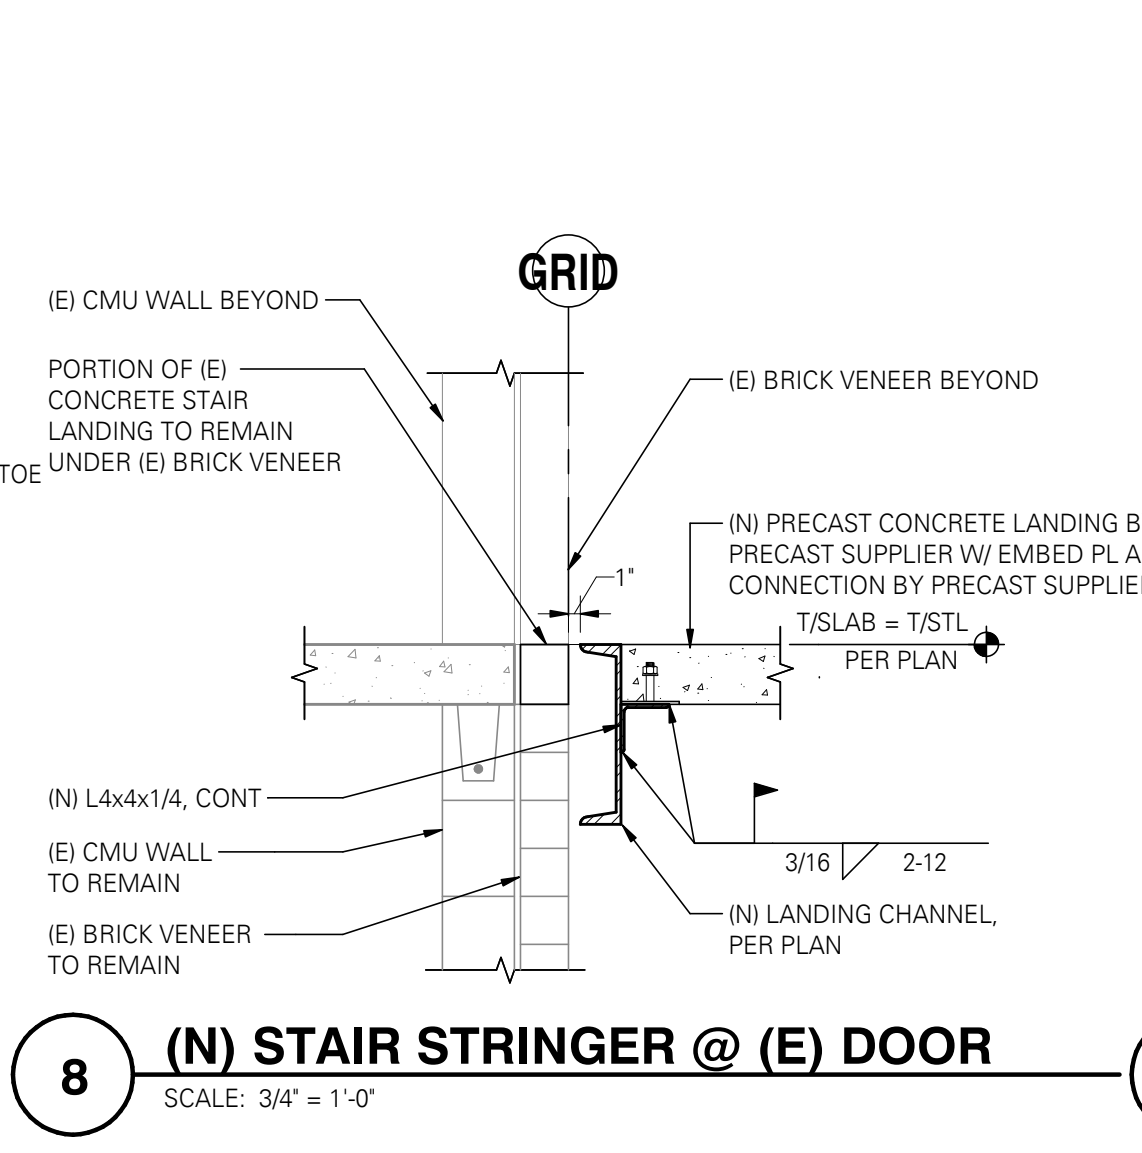 GRID
(E) CMU WALL BEYOND
PORTION OF (E)
CONCRETE STAIR
LANDING TO REMAIN
UNDER (E) BRICK VENEER
TOE
(E) BRICK VENEER BEYOND
(N) PRECAST CONCRETE LANDING B
PRECAST SUPPLIER W/ EMBED PL A
CONNECTION BY PRECAST SUPPLIE
1"
T/SLAB = T/STL
PER PLAN
(N) L4x4x1/4, CONT
(E) CMU WALL
TO REMAIN
(E) BRICK VENEER
TO REMAIN
3/16
2-12
(N) LANDING CHANNEL,
PER PLAN
8
(N) STAIR STRINGER @ (E) DOOR
SCALE: 3/4" = 1'-0"